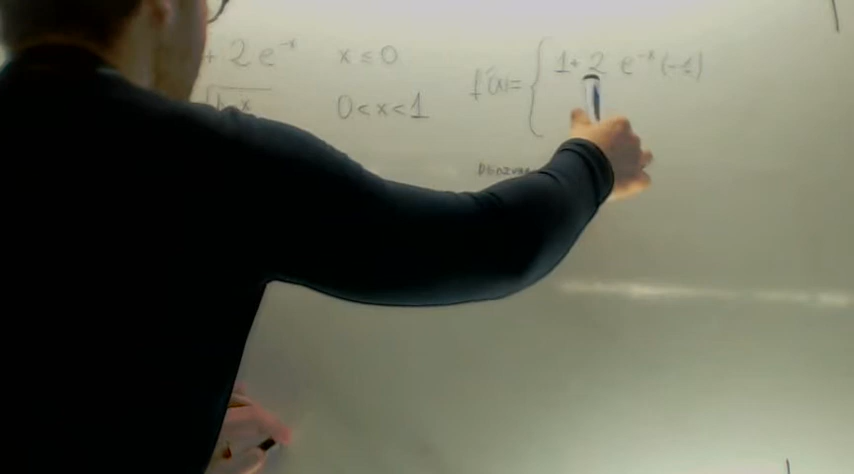 + 2 e^{-x} x ≤ 0
0 < x < 1
f'(x) = { 1 + 2 e^{-x} (-1)